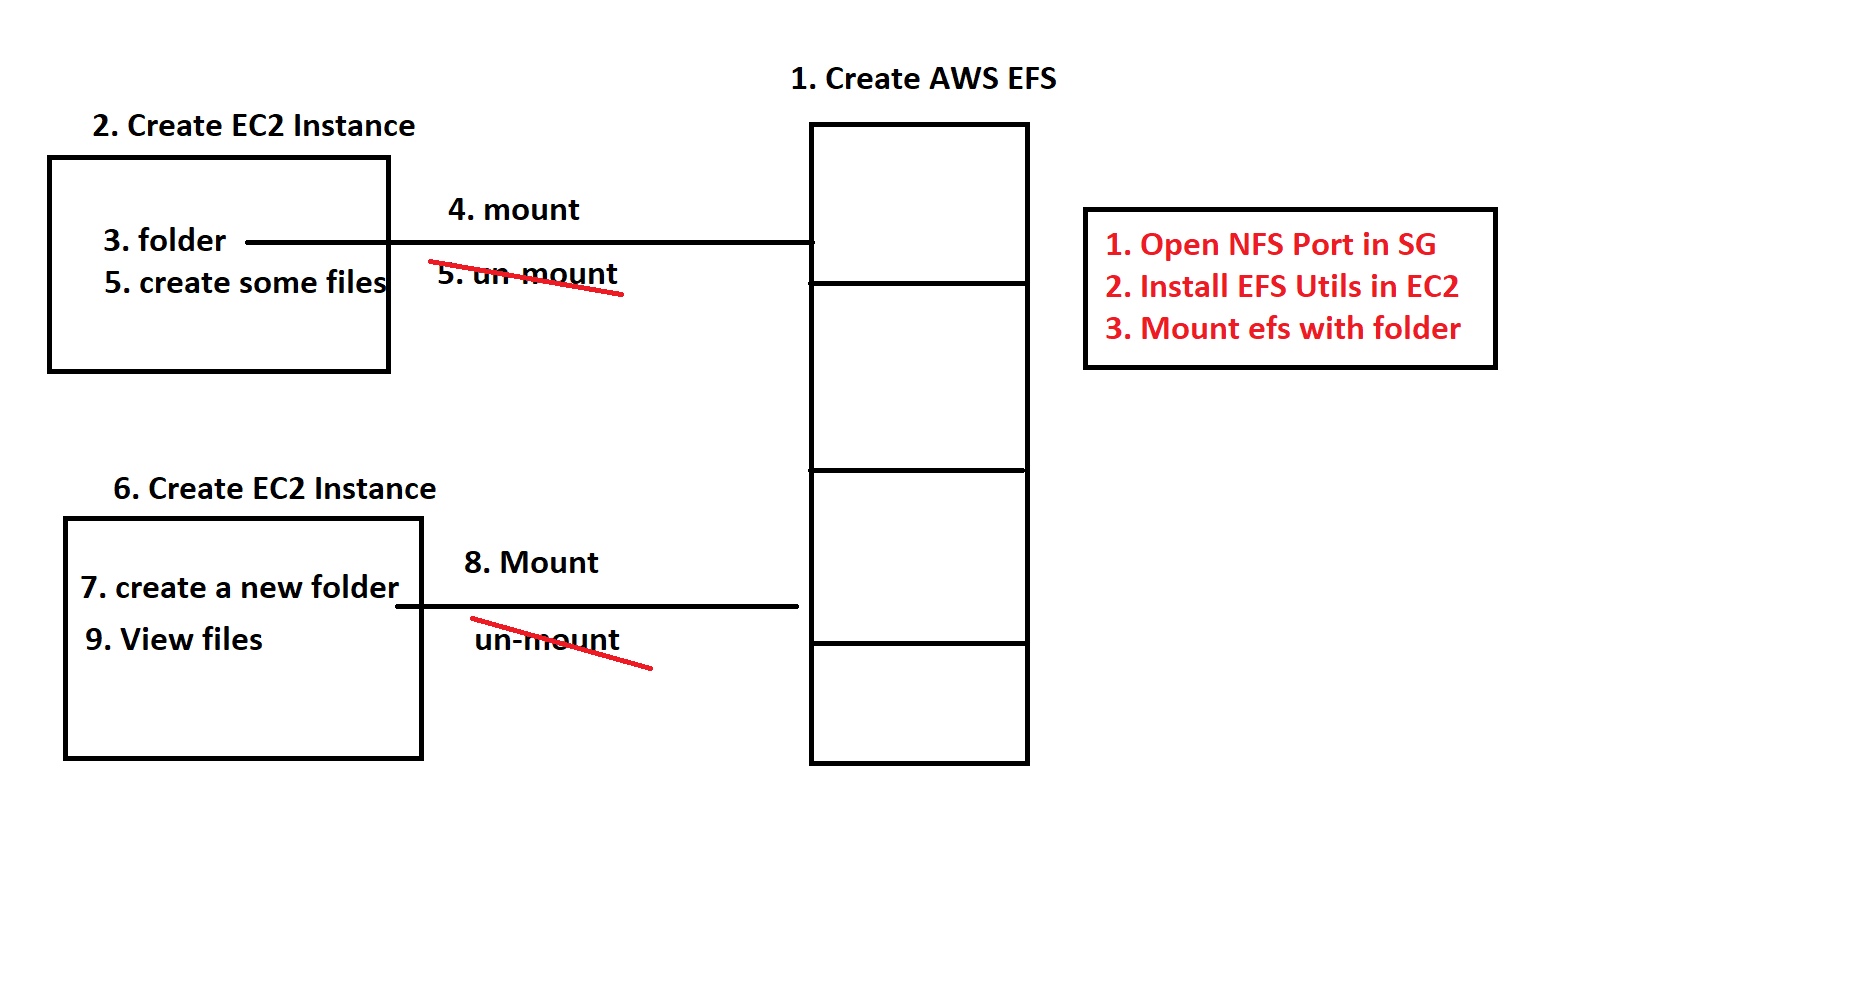 1. Create AWS EFS
2. Create EC2 Instance
3. folder
5. create some files
4. mount
5. un-mount
1. Open NFS Port in SG
2. Install EFS Utils in EC2
3. Mount efs with folder
6. Create EC2 Instance
7. create a new folder
9. View files
8. Mount
un-mount